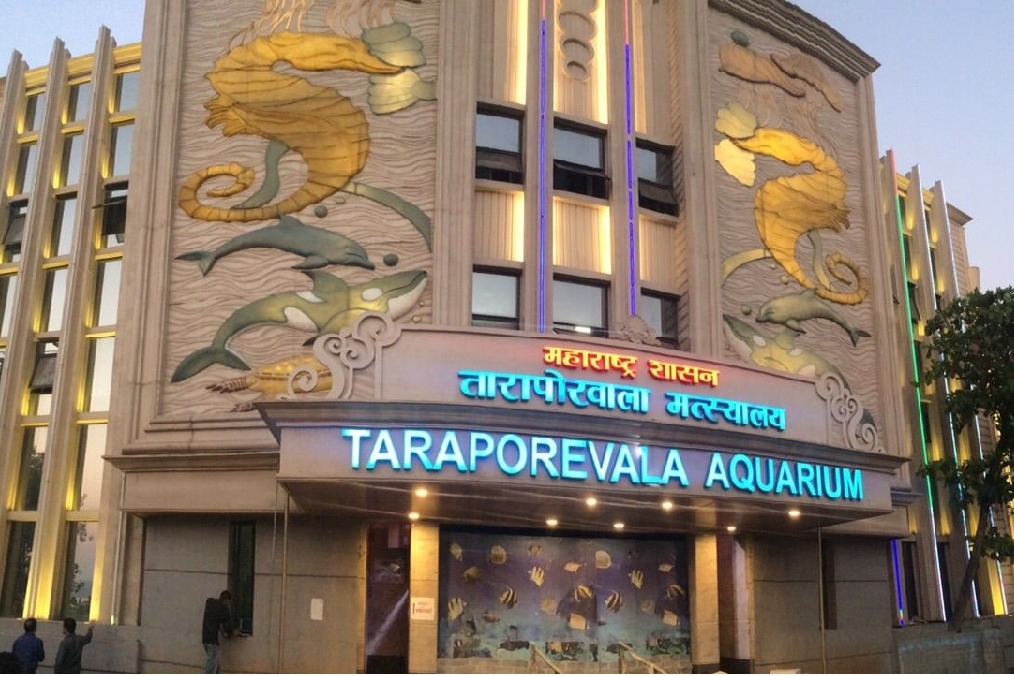 महाराष्ट्र शासन
तारापोरवाला मत्स्यालय
TARAPOREVALA AQUARIUM